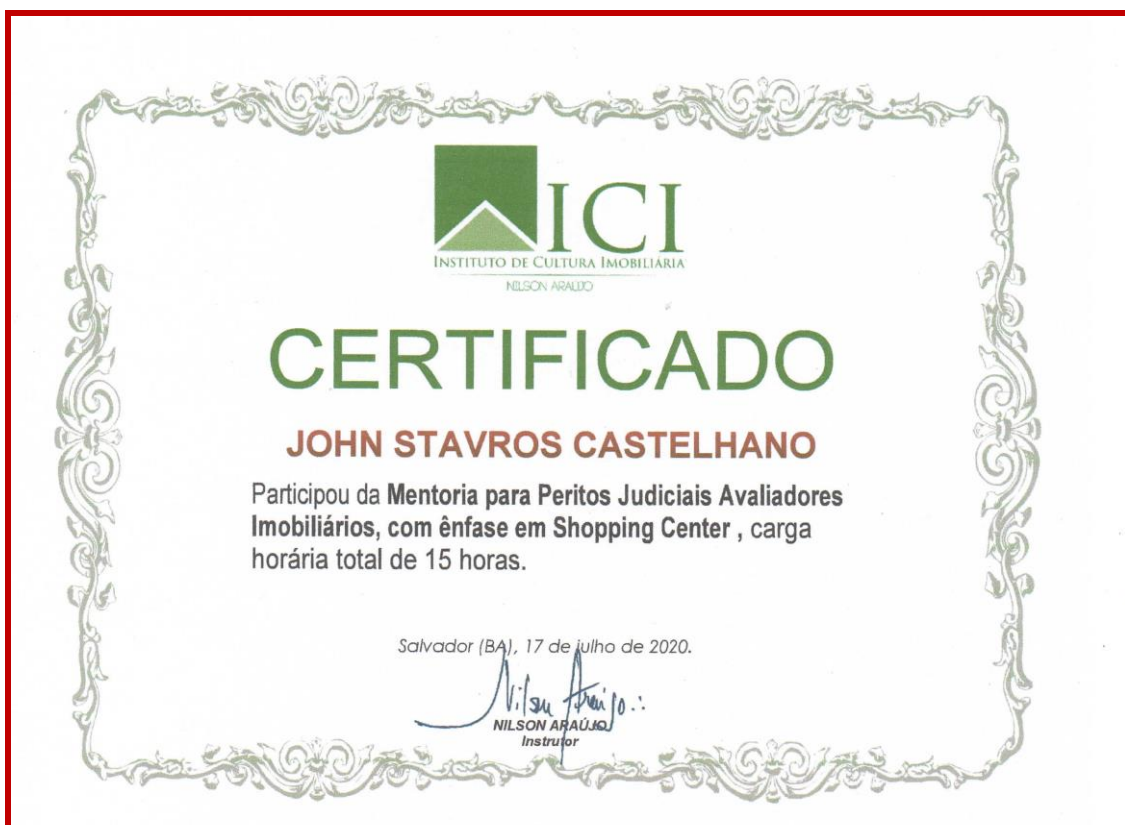 ICI
INSTITUTO DE CULTURA IMOBILIÁRIA
NILSON ARAUJO
CERTIFICADO
JOHN STAVROS CASTELHANO
Participou da Mentoria para Peritos Judiciais Avaliadores
Imobiliários, com ênfase em Shopping Center , carga
horária total de 15 horas.
Salvador (BA), 17 de julho de 2020.
Nilson Araújo
NILSON ARAÚJO
Instrutor